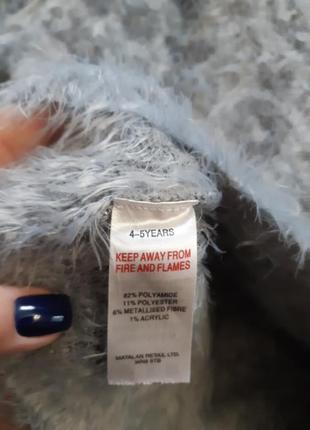 4-5YEARS
KEEP AWAY FROM
FIRE AND FLAMES
82% POLYAMIDE
11% POLYESTER
6% METALLISED FIBRE
1% ACRYLIC
MATALAN RETAIL LTD.